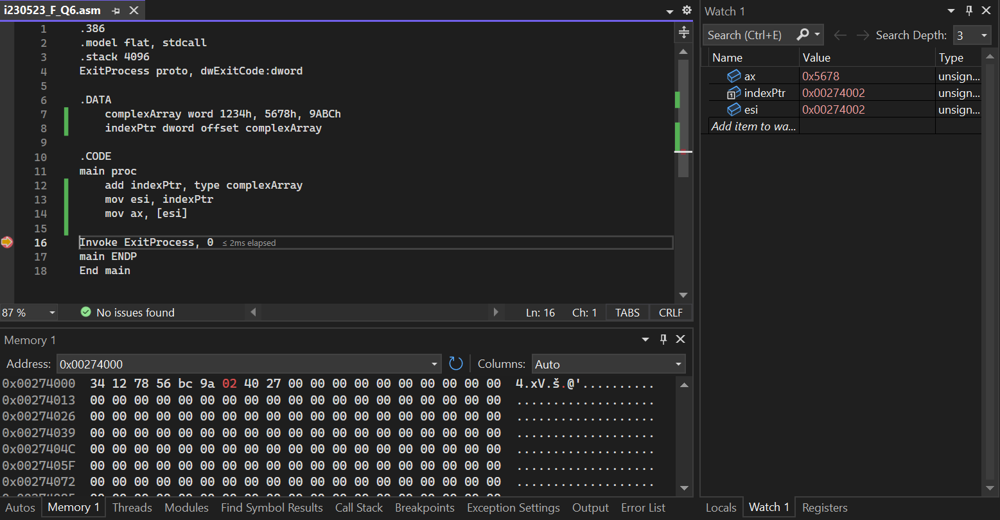 i230523_F_Q6.asm
1 .386
2 .model flat, stdcall
3 .stack 4096
4 ExitProcess proto, dwExitCode:dword
5
6 .DATA
7 complexArray word 1234h, 5678h, 9ABCh
8 indexPtr dword offset complexArray
9
10 .CODE
11 main proc
12 add indexPtr, type complexArray
13 mov esi, indexPtr
14 mov ax, [esi]
15
16 Invoke ExitProcess, 0 ≤ 2ms elapsed
17 main ENDP
18 End main
87 % No issues found Ln: 16 Ch: 1 TABS CRLF
Memory 1
Address: 0x00274000 Columns: Auto
0x00274000 34 12 78 56 bc 9a 02 40 27 00 00 00 00 00 00 00 00 00 00 4.xV.š.@'..........
0x00274013 00 00 00 00 00 00 00 00 00 00 00 00 00 00 00 00 00 00 00 ...................
0x00274026 00 00 00 00 00 00 00 00 00 00 00 00 00 00 00 00 00 00 00 ...................
0x00274039 00 00 00 00 00 00 00 00 00 00 00 00 00 00 00 00 00 00 00 ...................
0x0027404C 00 00 00 00 00 00 00 00 00 00 00 00 00 00 00 00 00 00 00 ...................
0x0027405F 00 00 00 00 00 00 00 00 00 00 00 00 00 00 00 00 00 00 00 ...................
0x00274072 00 00 00 00 00 00 00 00 00 00 00 00 00 00 00 00 00 00 00 ...................
Autos Memory 1 Threads Modules Find Symbol Results Call Stack Breakpoints Exception Settings Output Error List
Watch 1
Search (Ctrl+E) Search Depth: 3
Name Value Type
ax 0x5678 unsign...
indexPtr 0x00274002 unsign...
esi 0x00274002 unsign...
Add item to wa...
Locals Watch 1 Registers